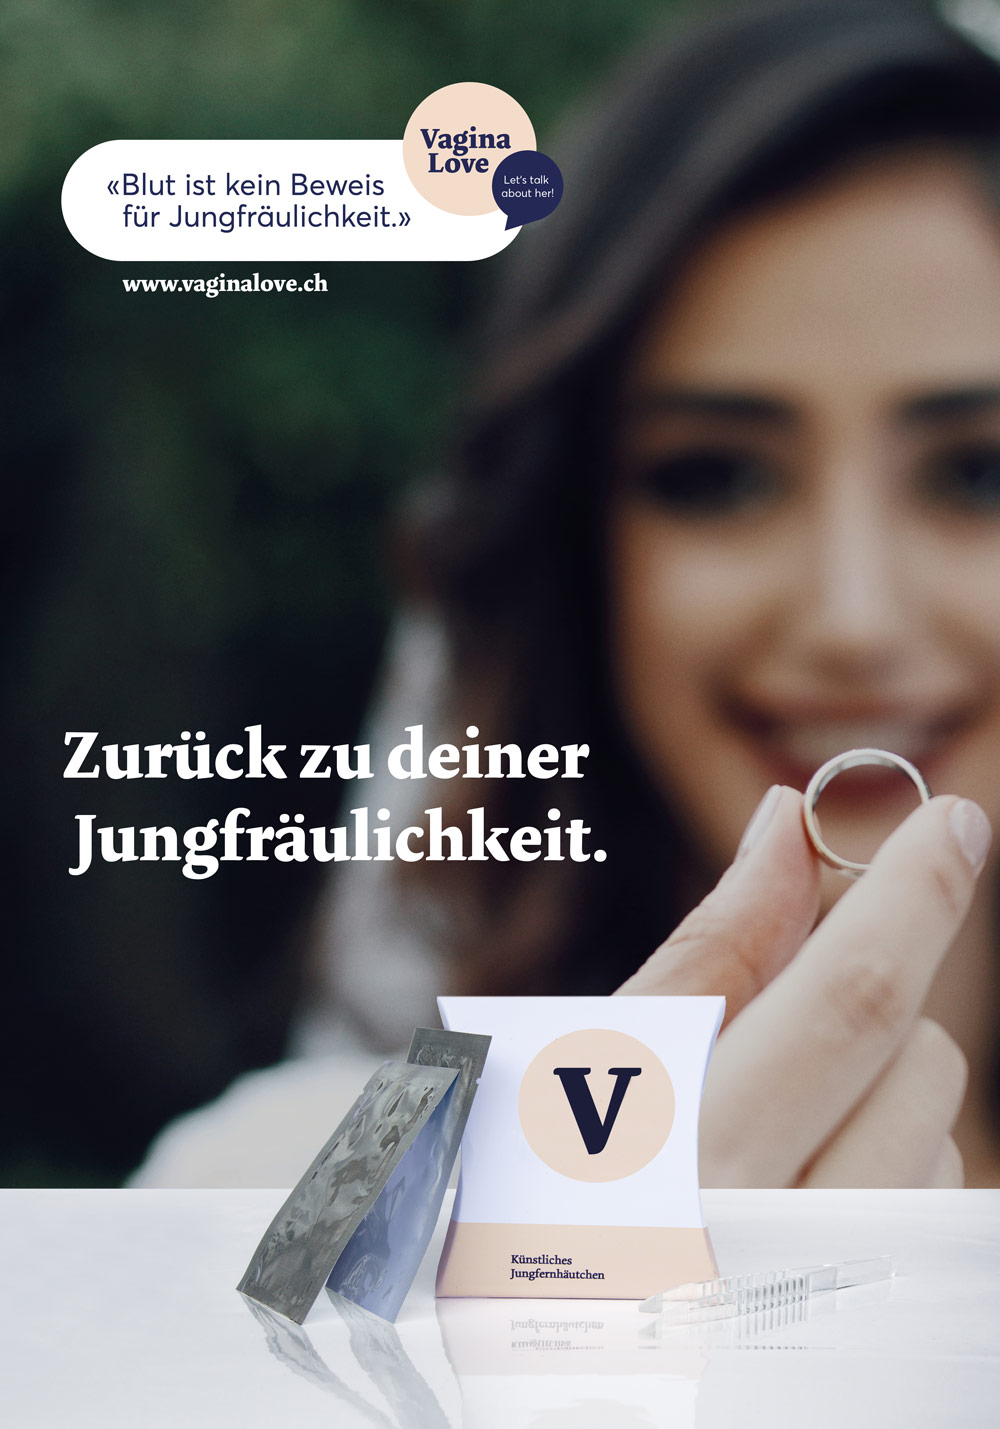 Vagina
Love
Let's talk
about her!
«Blut ist kein Beweis
für Jungfräulichkeit.»
www.vaginalove.ch
Zurück zu deiner
Jungfräulichkeit.
V
Künstliches
Jungfernhäutchen